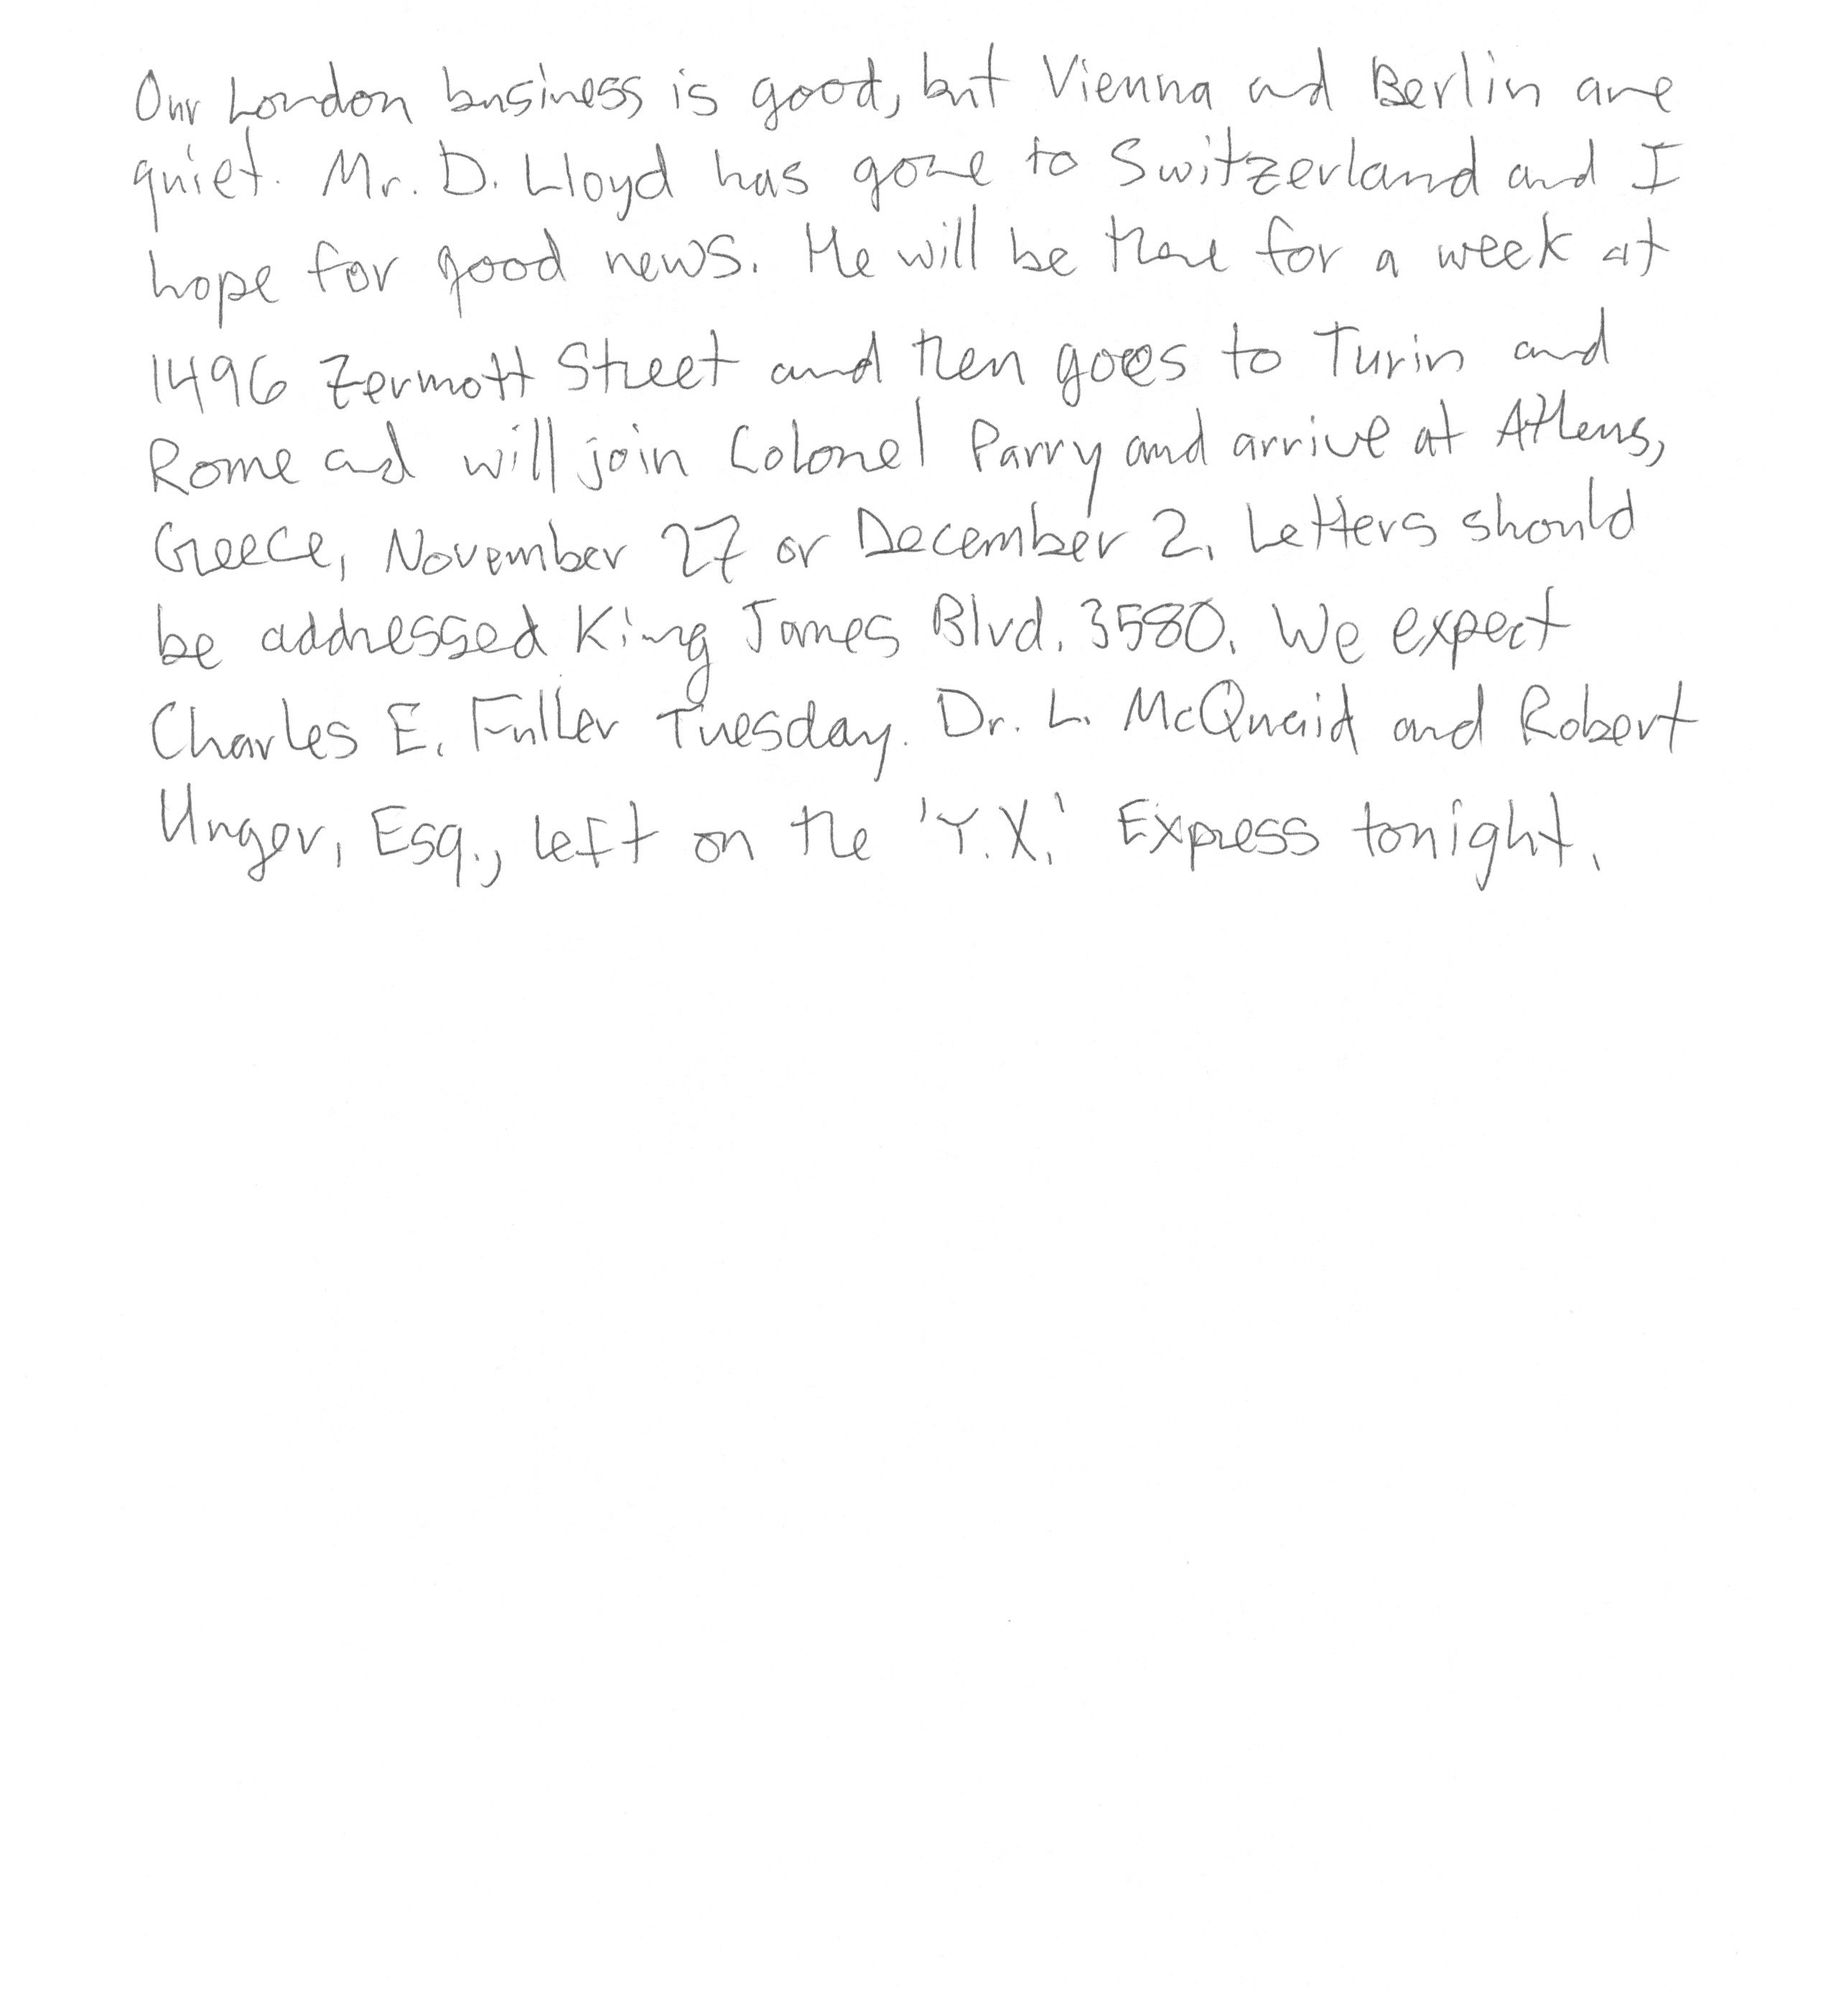 Our London business is good, but Vienna and Berlin are
quiet. Mr. D. Lloyd has gone to Switzerland and I
hope for good news. He will be there for a week at
1496 Zermott Street and then goes to Turin and
Rome and will join Colonel Parry and arrive at Athens,
Greece, November 27 or December 2. Letters should
be addressed King James Blvd. 3580. We expect
Charles E. Fuller Tuesday. Dr. L. McQuaid and Robert
Unger, Esq., left on the 'Y.X.' Express tonight.